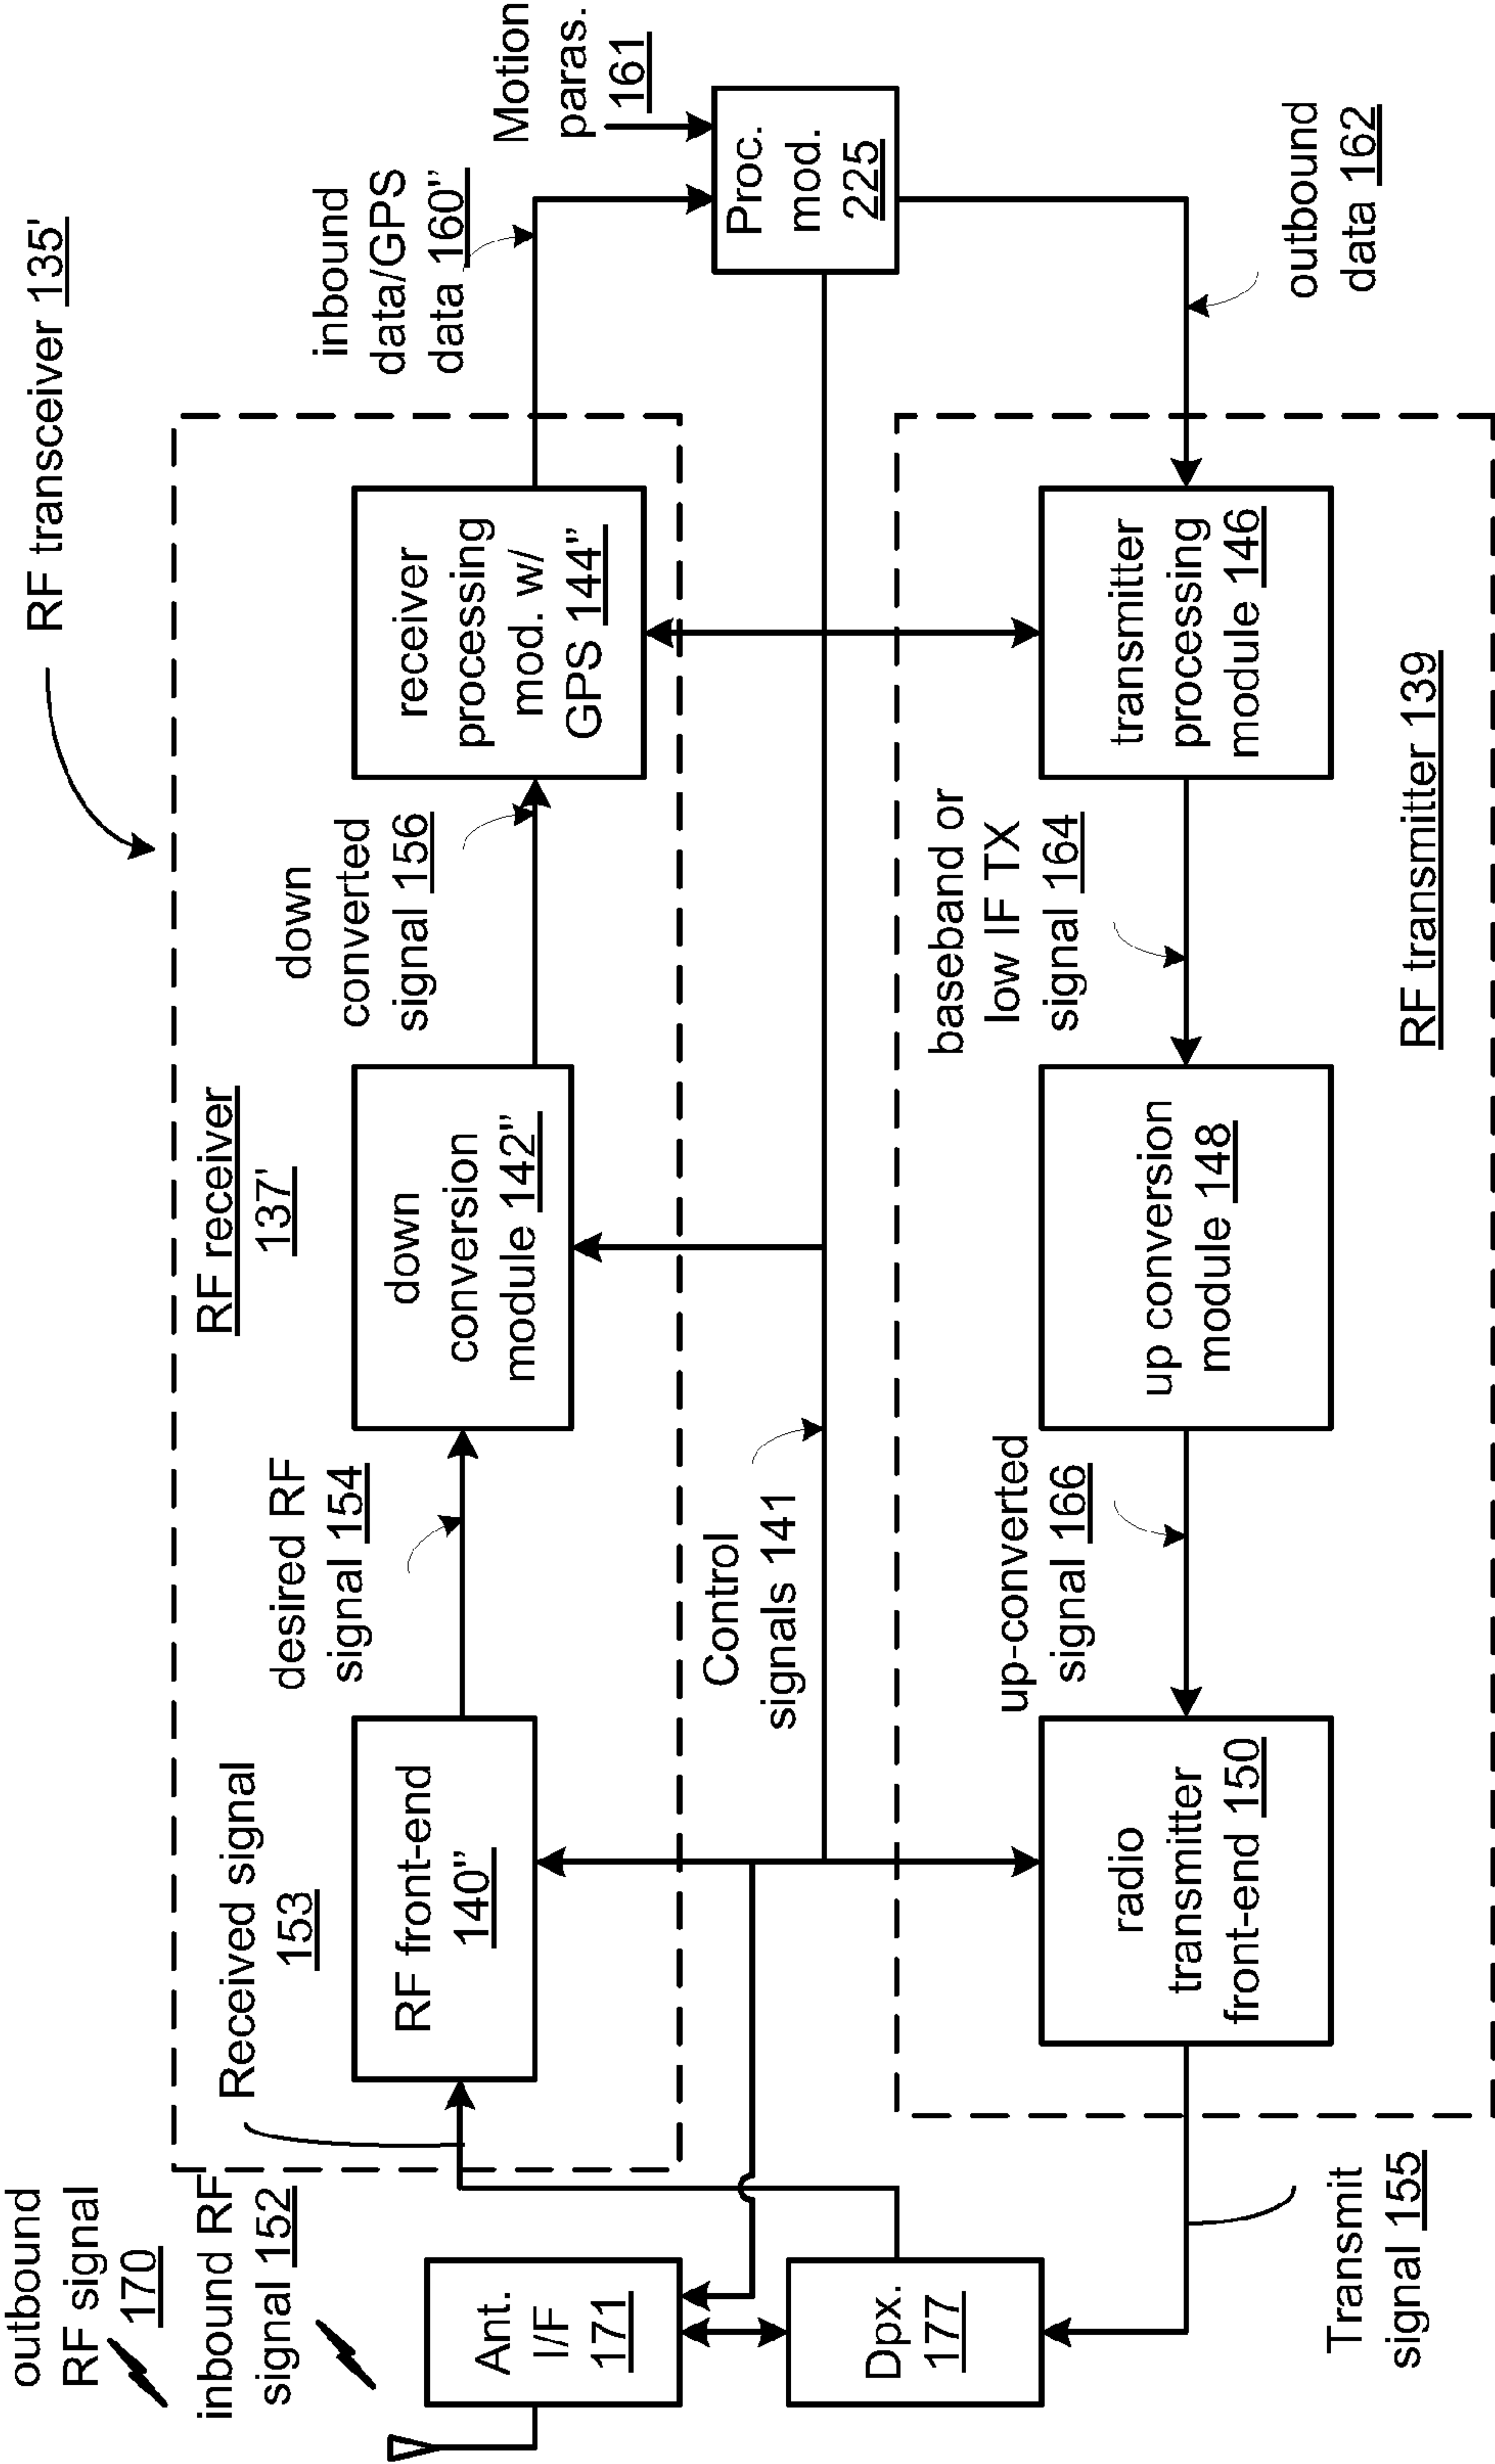 RF transceiver 135'
outbound
RF signal
170
inbound RF
signal 152
Received signal
153
RF receiver
137'
desired RF
signal 154
down
converted
signal 156
inbound
data/GPS
data 160”
Motion
paras.
161
Ant.
I/F
171
RF front-end
140”
down
conversion
module 142”
receiver
processing
mod. w/
GPS 144”
Proc.
mod.
225
Control
signals 141
Dpx.
177
up-converted
signal 166
baseband or
low IF TX
signal 164
radio
transmitter
front-end 150
up conversion
module 148
transmitter
processing
module 146
outbound
data 162
Transmit
signal 155
RF transmitter 139